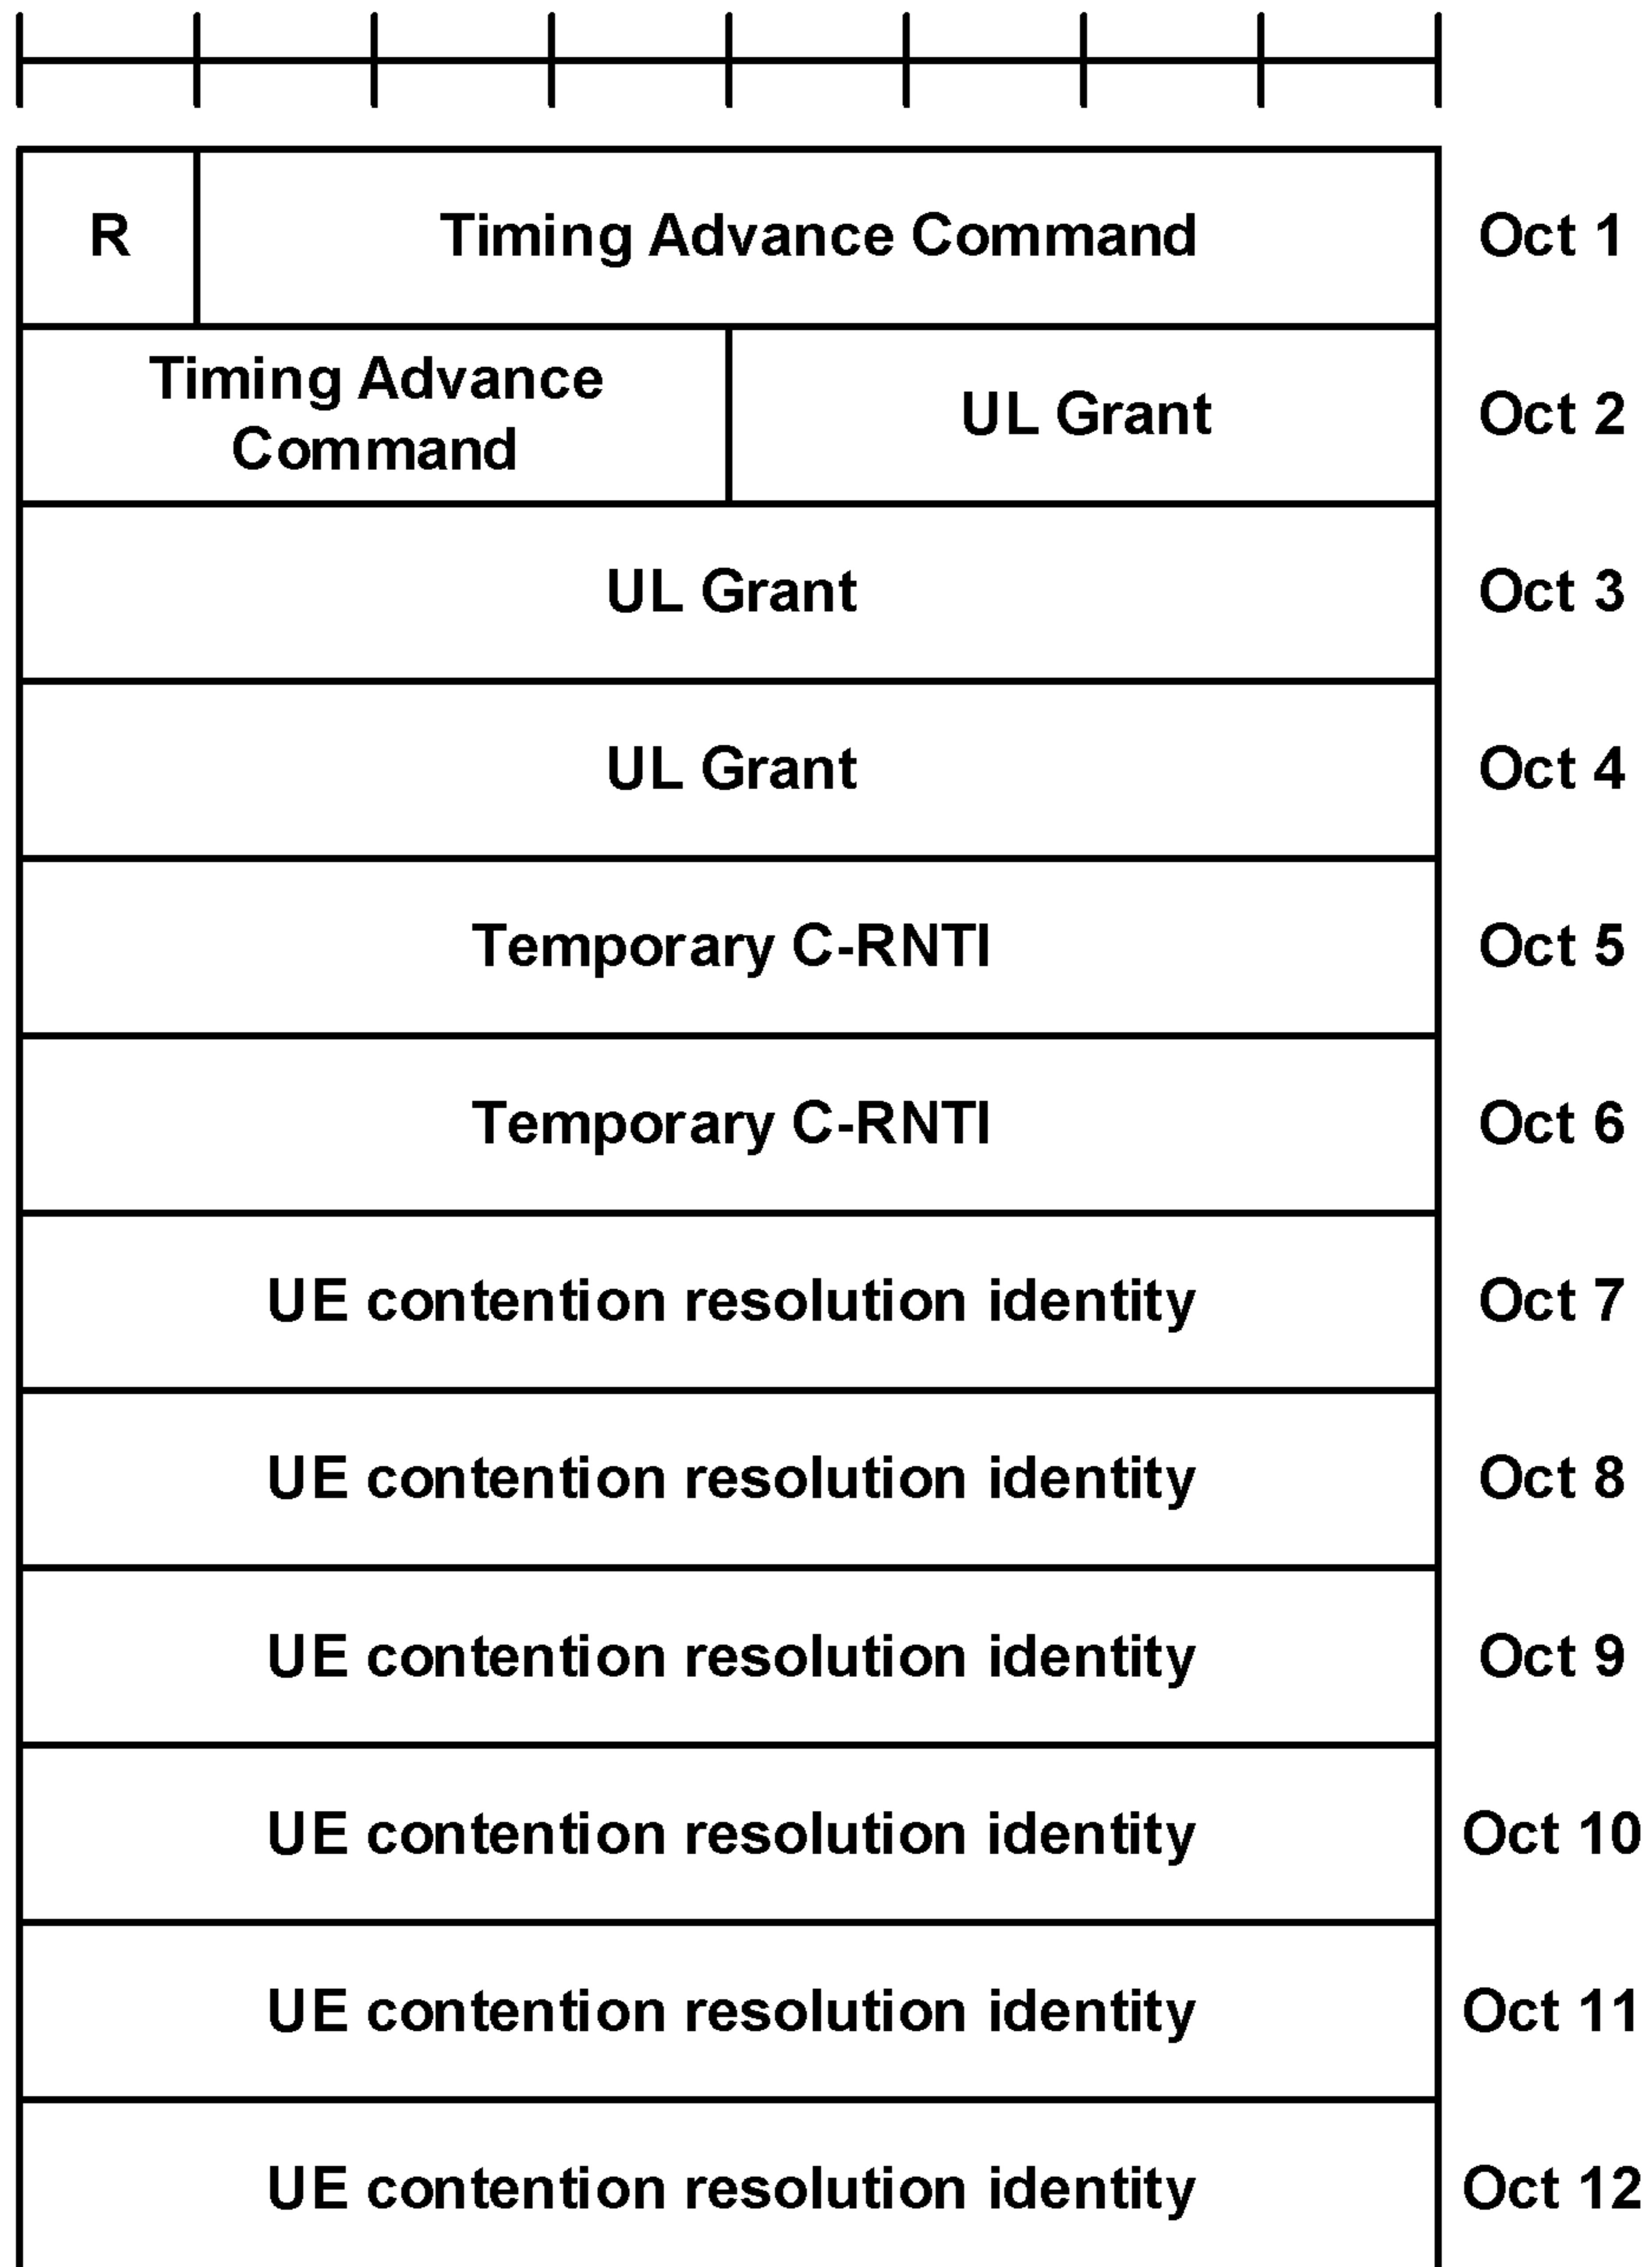 R Timing Advance Command Oct 1
Timing Advance
Command UL Grant Oct 2
UL Grant Oct 3
UL Grant Oct 4
Temporary C-RNTI Oct 5
Temporary C-RNTI Oct 6
UE contention resolution identity Oct 7
UE contention resolution identity Oct 8
UE contention resolution identity Oct 9
UE contention resolution identity Oct 10
UE contention resolution identity Oct 11
UE contention resolution identity Oct 12